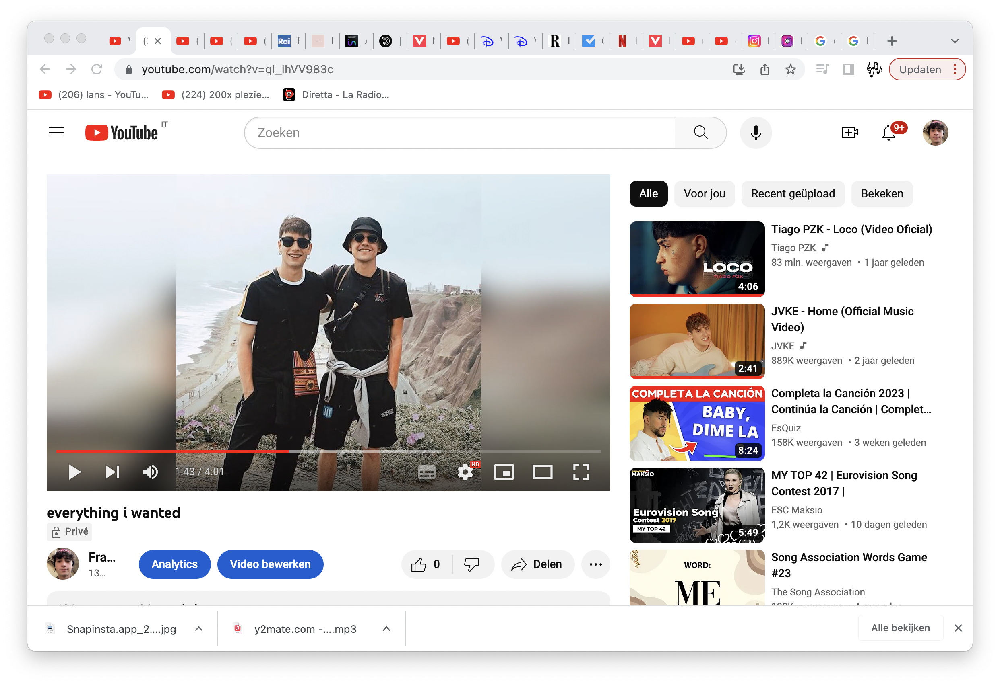 youtube.com/watch?v=qI_lhVV983c
Updaten
(206) lans - YouTu...
(224) 200x plezie...
Diretta - La Radio...
YouTube IT
Zoeken
9+
Alle
Voor jou
Recent geüpload
Bekeken
1:43 / 4:01
HD
everything i wanted
Privé
Fra...
13...
Analytics
Video bewerken
0
Delen
LOCO
TIAGO PZK
4:06
Tiago PZK - Loco (Video Oficial)
Tiago PZK
83 mln. weergaven • 1 jaar geleden
2:41
JVKE - Home (Official Music
Video)
JVKE
889K weergaven • 2 jaar geleden
COMPLETA LA CANCIÓN
BABY,
DIME LA
8:24
Completa la Canción 2023 |
Continúa la Canción | Complet...
EsQuiz
158K weergaven • 3 weken geleden
eurovision
MAKSIO
Eurovision Song
Contest 2017
MY TOP 42
FASTER
5:49
MY TOP 42 | Eurovision Song
Contest 2017 |
ESC Maksio
1,2K weergaven • 10 dagen geleden
WORD:
ME
Song Association Words Game
#23
The Song Association
Snapinsta.app_2....jpg
y2mate.com -....mp3
Alle bekijken